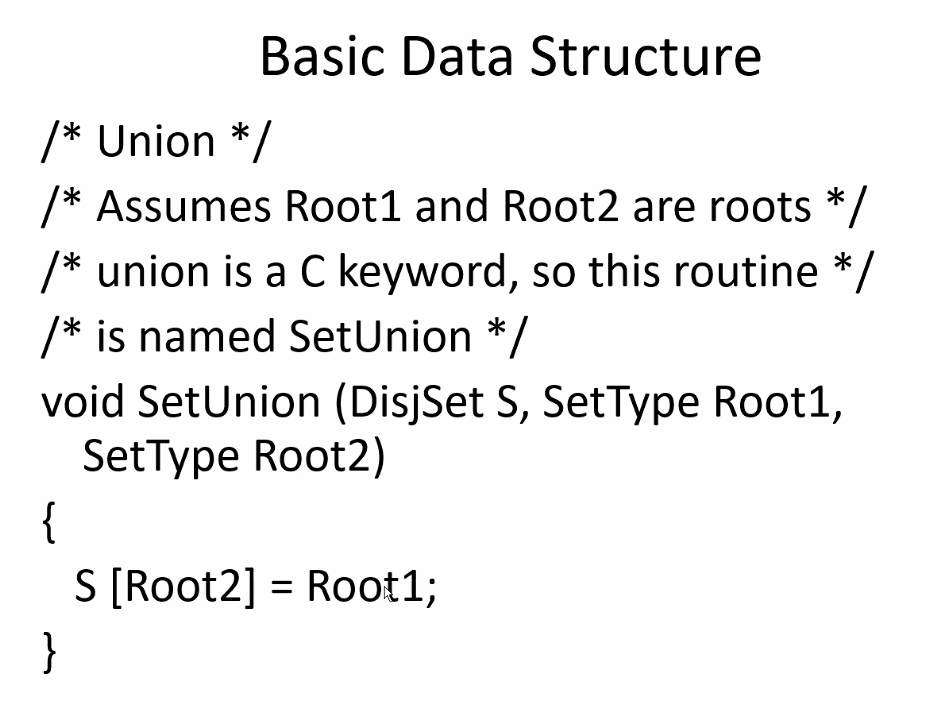 Basic Data Structure
/* Union */
/* Assumes Root1 and Root2 are roots */
/* union is a C keyword, so this routine */
/* is named SetUnion */
void SetUnion (DisjSet S, SetType Root1,
SetType Root2)
{
S [Root2] = Root1;
}